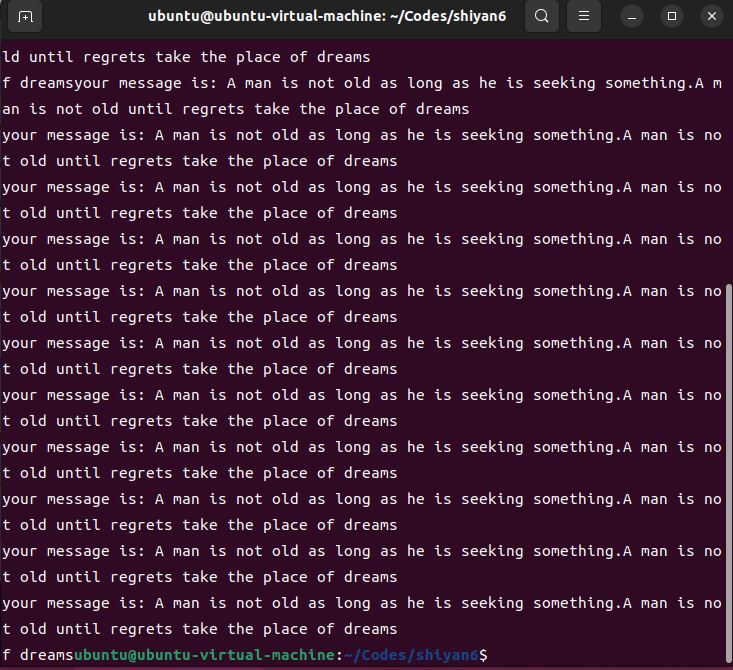 ubuntu@ubuntu-virtual-machine: ~/Codes/shiyan6
ld until regrets take the place of dreams
f dreamsyour message is: A man is not old as long as he is seeking something.A m
an is not old until regrets take the place of dreams
your message is: A man is not old as long as he is seeking something.A man is no
t old until regrets take the place of dreams
your message is: A man is not old as long as he is seeking something.A man is no
t old until regrets take the place of dreams
your message is: A man is not old as long as he is seeking something.A man is no
t old until regrets take the place of dreams
your message is: A man is not old as long as he is seeking something.A man is no
t old until regrets take the place of dreams
your message is: A man is not old as long as he is seeking something.A man is no
t old until regrets take the place of dreams
your message is: A man is not old as long as he is seeking something.A man is no
t old until regrets take the place of dreams
your message is: A man is not old as long as he is seeking something.A man is no
t old until regrets take the place of dreams
your message is: A man is not old as long as he is seeking something.A man is no
t old until regrets take the place of dreams
your message is: A man is not old as long as he is seeking something.A man is no
t old until regrets take the place of dreams
your message is: A man is not old as long as he is seeking something.A man is no
t old until regrets take the place of dreams
f dreamsubuntu@ubuntu-virtual-machine:~/Codes/shiyan6$